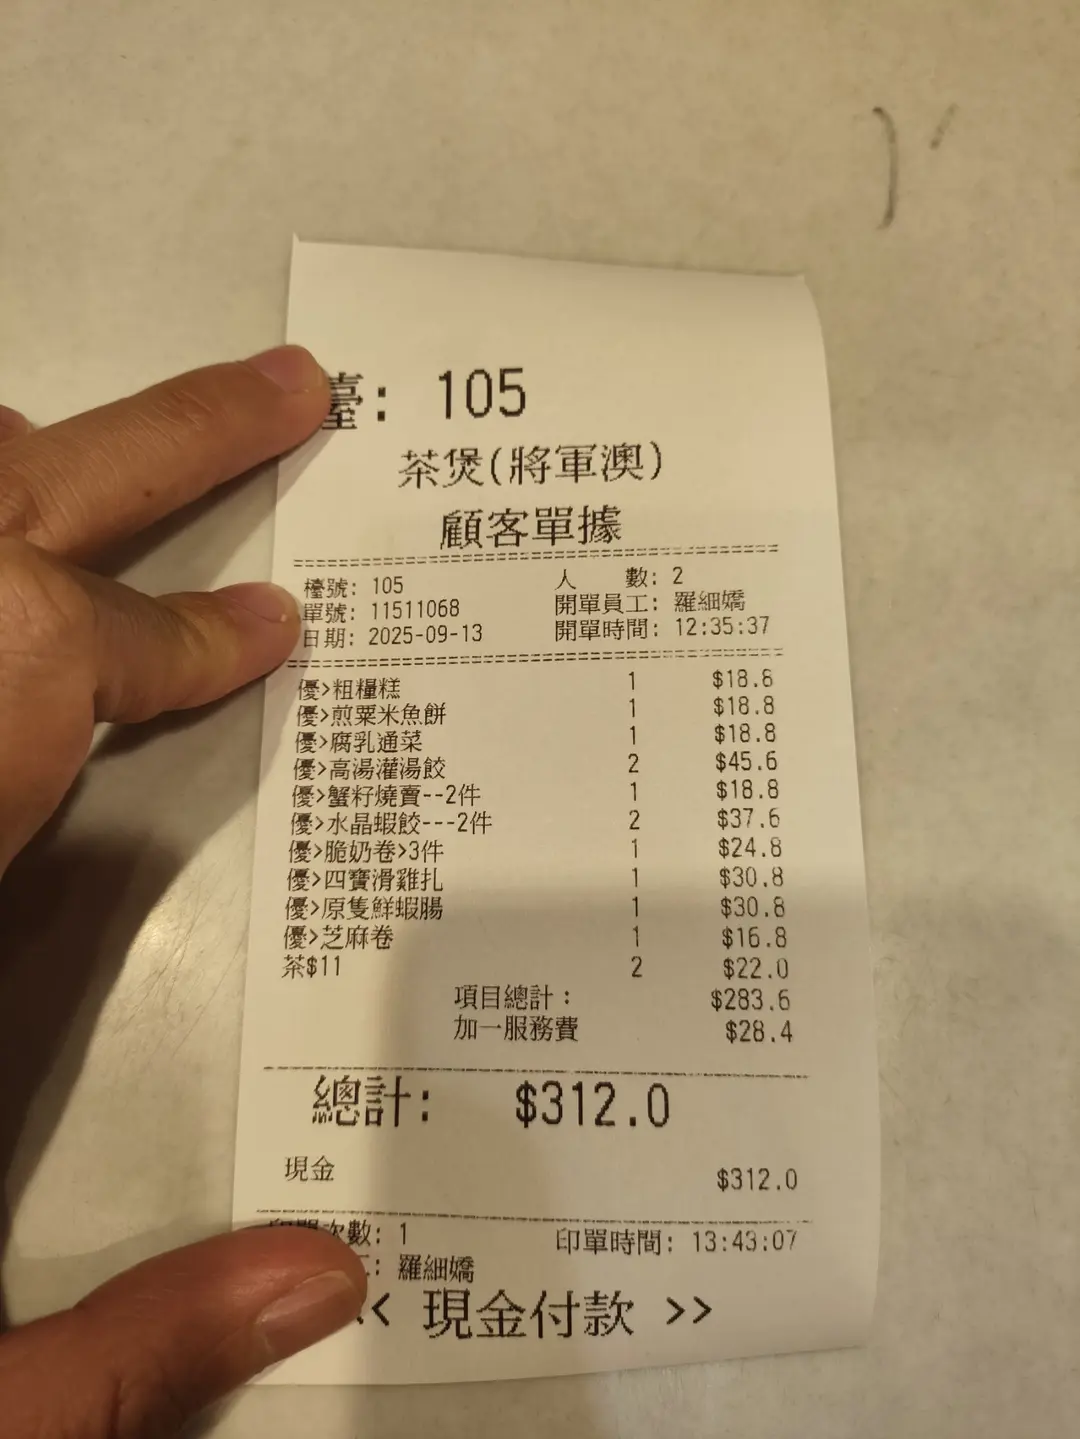 臺: 105
茶煲(將軍澳)
顧客單據
檯號: 105 人 數: 2
單號: 11511068 開單員工: 羅細嬌
日期: 2025-09-13 開單時間: 12:35:37
優>粗糧糕 1 $18.8
優>煎粟米魚餅 1 $18.8
優>腐乳通菜 1 $18.8
優>高湯灌湯餃 2 $45.6
優>蟹籽燒賣--2件 1 $18.8
優>水晶蝦餃---2件 2 $37.6
優>脆奶卷>3件 1 $24.8
優>四寶滑雞扎 1 $30.8
優>原隻鮮蝦腸 1 $30.8
優>芝麻卷 1 $16.8
茶$11 2 $22.0
項目總計: $283.6
加一服務費 $28.4
總計: $312.0
現金 $312.0
次數: 1 印單時間: 13:43:07
: 羅細嬌
< 現金付款 >>